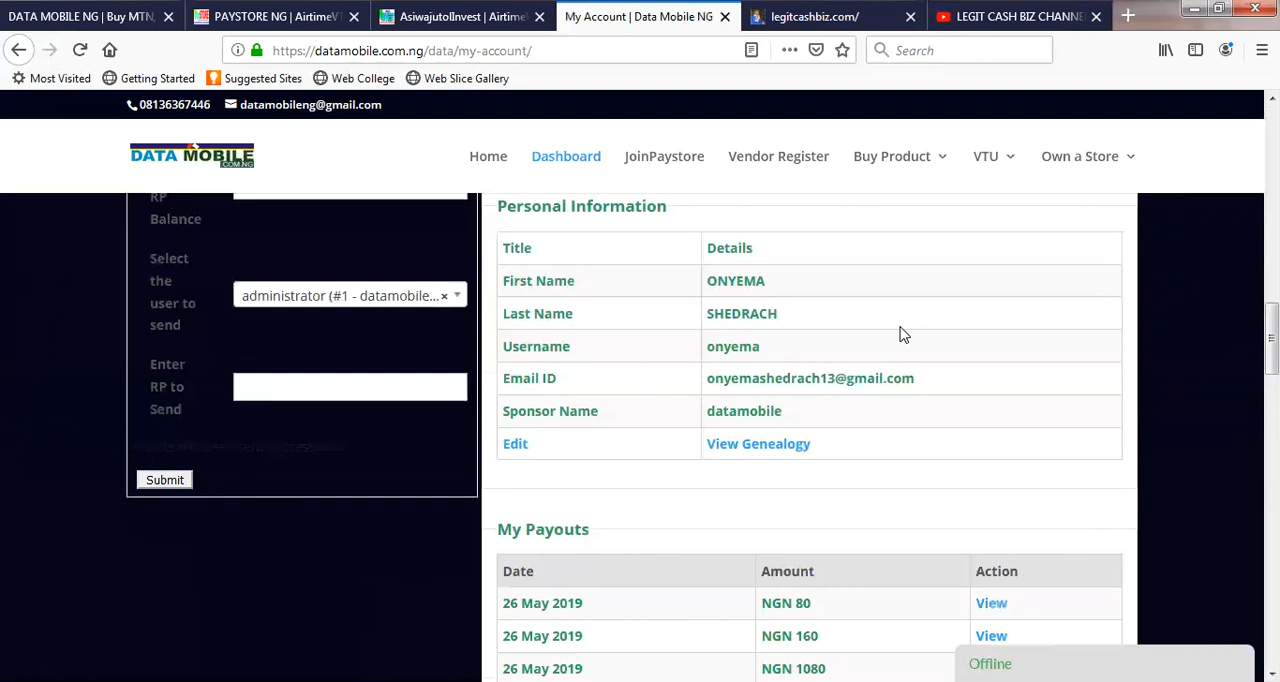 DATA MOBILE NG | Buy MTN,
PAYSTORE NG | AirtimeVT
AsiwajutoInvest | Airtime
My Account | Data Mobile NG
legitcashbiz.com/
LEGIT CASH BIZ CHANNE
https://datamobile.com.ng/data/my-account/
Search
Most Visited
Getting Started
Suggested Sites
Web College
Web Slice Gallery
08136367446
datamobileng@gmail.com
DATA MOBILE
.COM.NG
Home
Dashboard
JoinPaystore
Vendor Register
Buy Product
VTU
Own a Store
RP
Balance
Select
the
user to
send
administrator (#1 - datamobile...×
Enter
RP to
Send
Submit
Personal Information
Title Details
First Name ONYEMA
Last Name SHEDRACH
Username onyema
Email ID onyemashedrach13@gmail.com
Sponsor Name datamobile
Edit View Genealogy
My Payouts
Date Amount Action
26 May 2019 NGN 80 View
26 May 2019 NGN 160 View
26 May 2019 NGN 1080
Offline